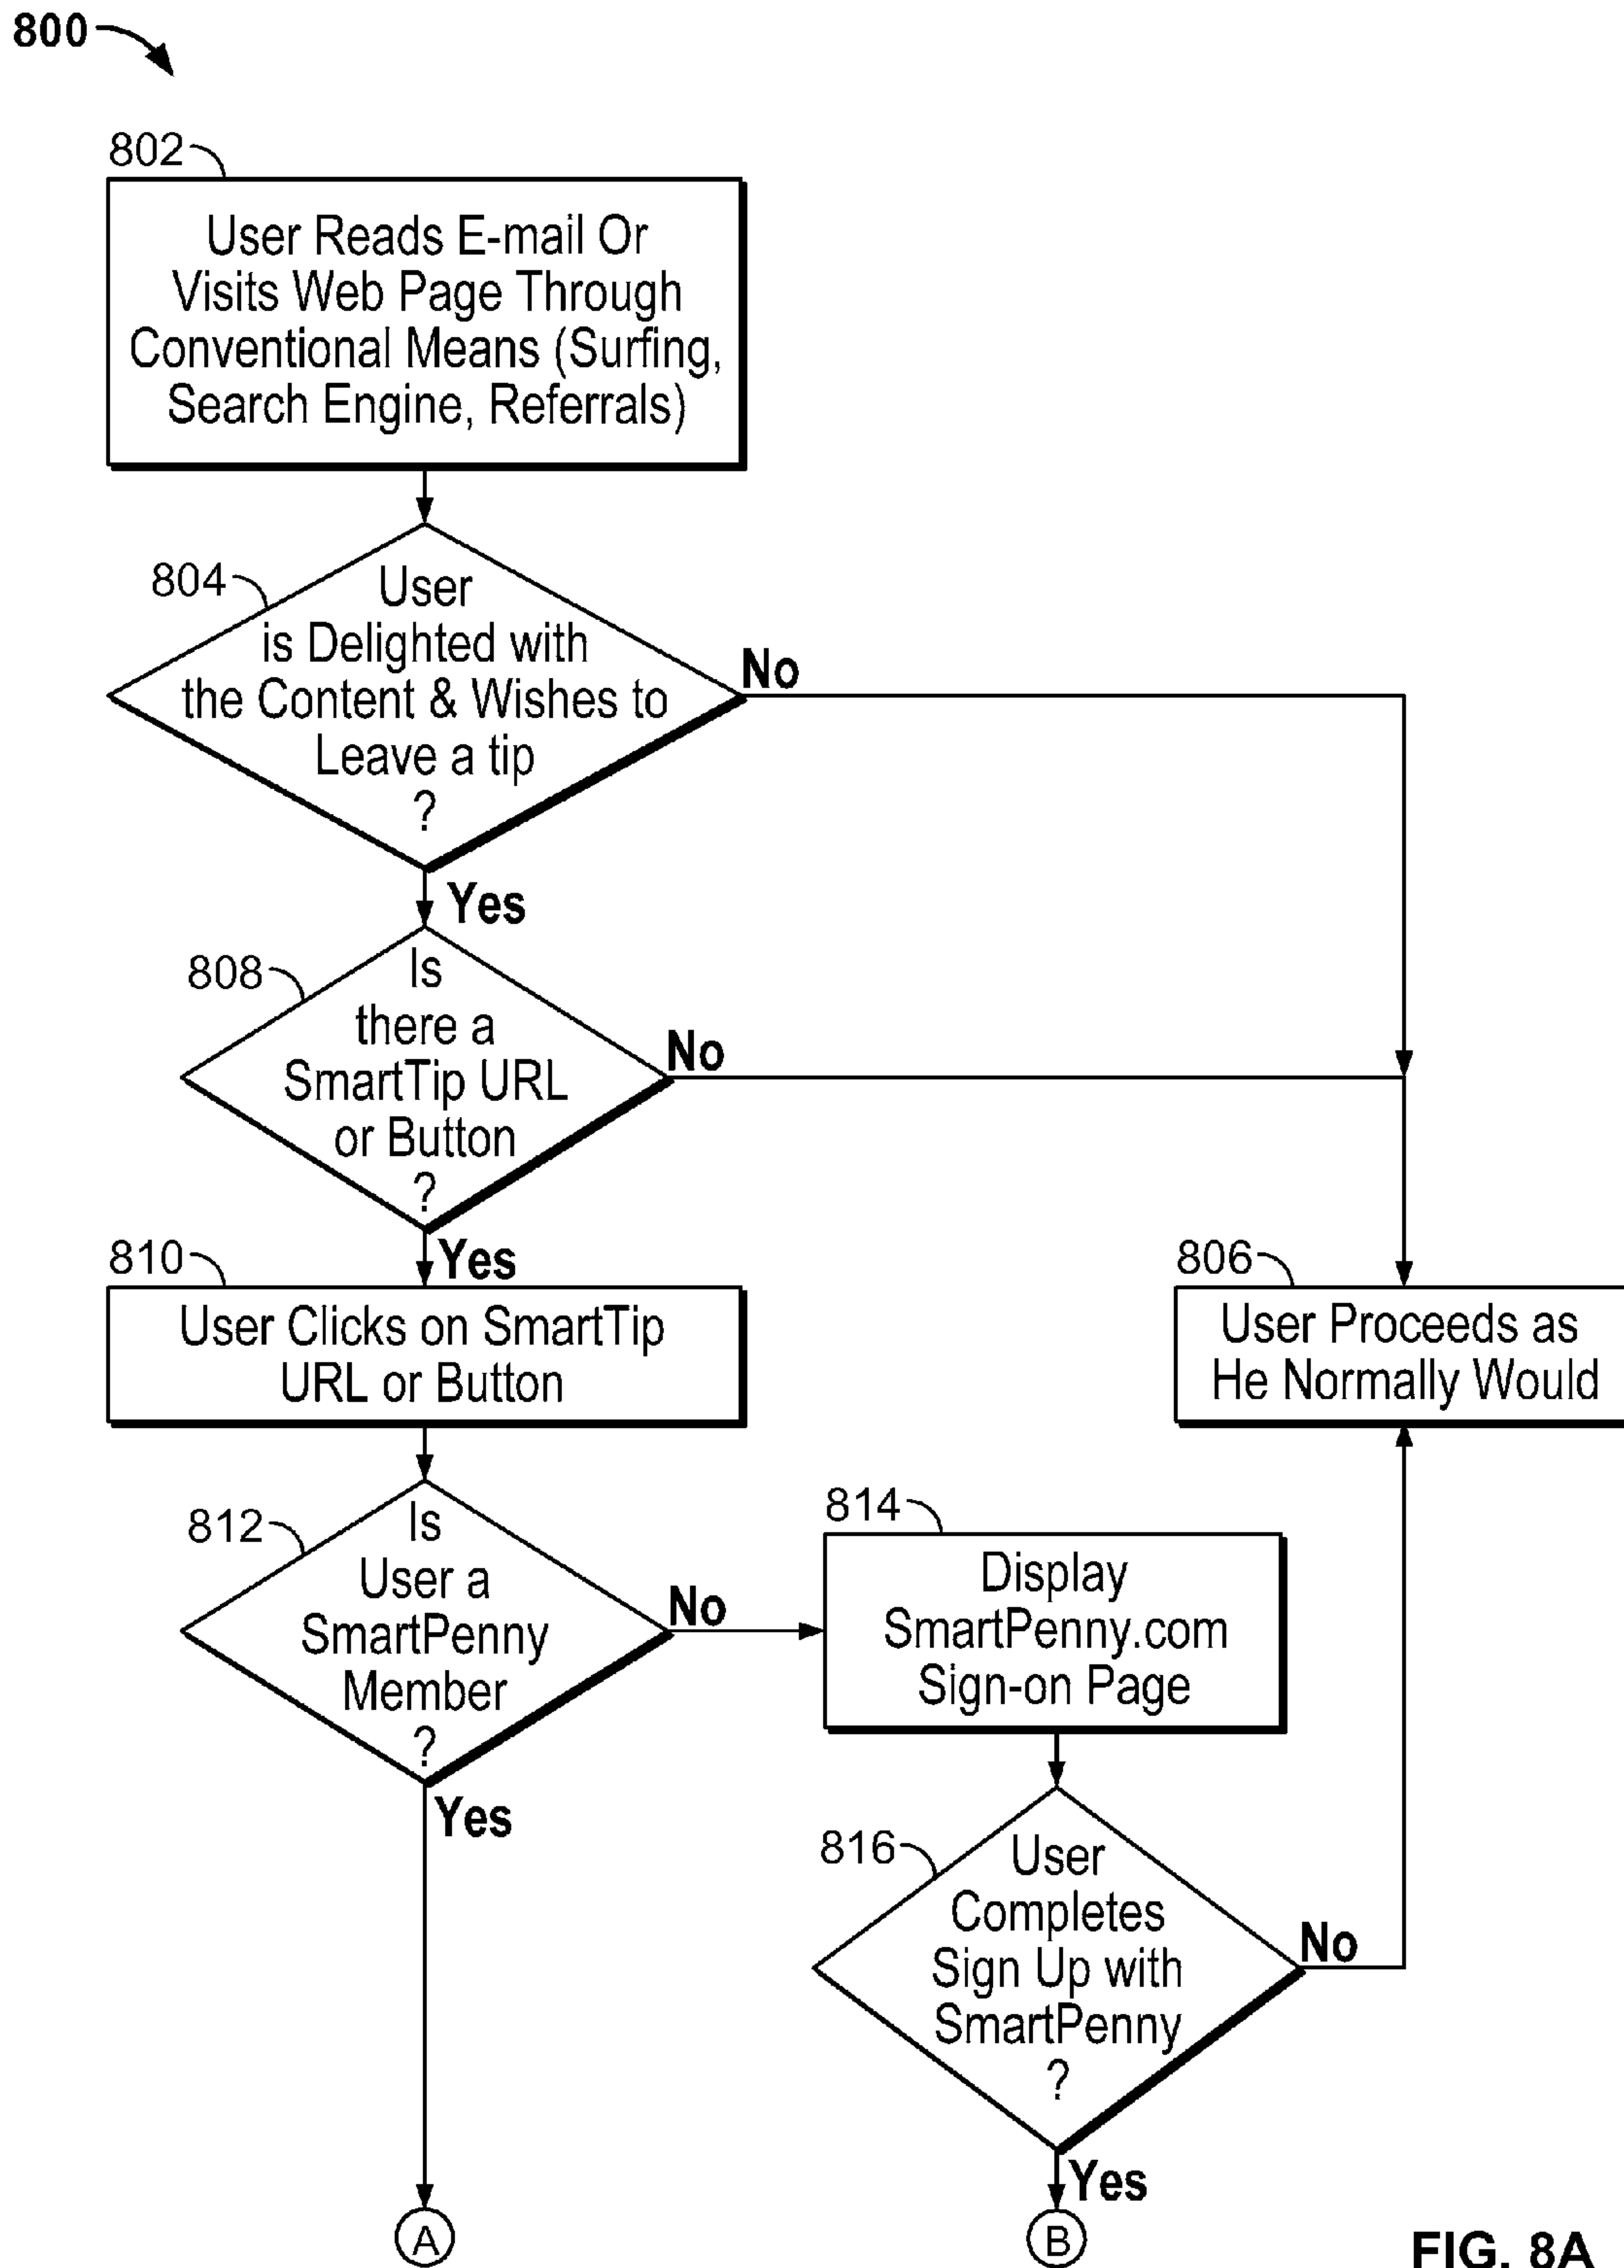 800
802
User Reads E-mail Or
Visits Web Page Through
Conventional Means (Surfing,
Search Engine, Referrals)
804
User
is Delighted with
the Content & Wishes to
Leave a tip
?
No
Yes
808
Is
there a
SmartTip URL
or Button
?
No
Yes
810
User Clicks on SmartTip
URL or Button
806
User Proceeds as
He Normally Would
812
Is
User a
SmartPenny
Member
?
No
Yes
814
Display
SmartPenny.com
Sign-on Page
816
User
Completes
Sign Up with
SmartPenny
?
No
Yes
A
B
FIG. 8A